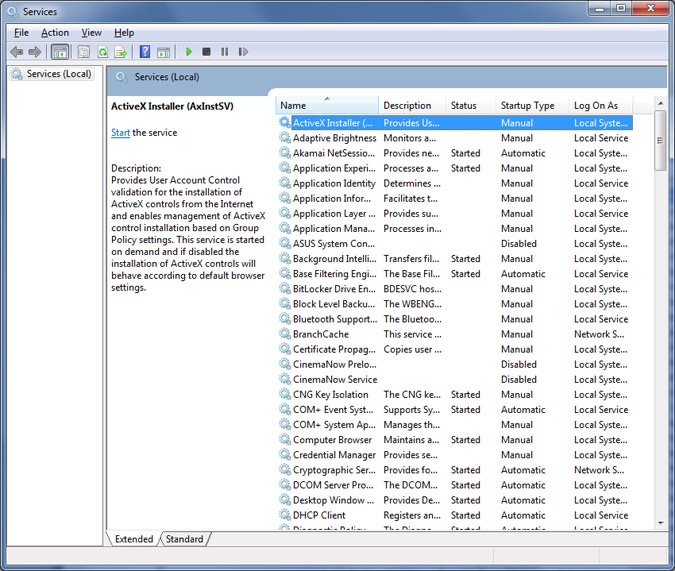 Services
File Action View Help
Services (Local)
Services (Local)
ActiveX Installer (AxInstSV)
Start the service
Description:
Provides User Account Control
validation for the installation of
ActiveX controls from the Internet
and enables management of ActiveX
control installation based on Group
Policy settings. This service is started
on demand and if disabled the
installation of ActiveX controls will
behave according to default browser
settings.
Name Description Status Startup Type Log On As
ActiveX Installer (... Provides Us... Manual Local Syste...
Adaptive Brightness Monitors a... Manual Local Service
Akamai NetSessio... Provides ne... Started Automatic Local Syste...
Application Experi... Processes a... Started Manual Local Syste...
Application Identity Determines ... Manual Local Service
Application Infor... Facilitates t... Manual Local Syste...
Application Layer ... Provides su... Manual Local Service
Application Mana... Processes in... Manual Local Syste...
ASUS System Con... Disabled Local Syste...
Background Intelli... Transfers fil... Started Manual Local Syste...
Base Filtering Engi... The Base Fil... Started Automatic Local Service
BitLocker Drive En... BDESVC hos... Manual Local Syste...
Block Level Backu... The WBENG... Manual Local Syste...
Bluetooth Support... The Bluetoo... Manual Local Service
BranchCache This service ... Manual Network S...
Certificate Propag... Copies user ... Manual Local Syste...
CinemaNow Prelo... Disabled Local Syste...
CinemaNow Service Disabled Local Syste...
CNG Key Isolation The CNG ke... Started Manual Local Syste...
COM+ Event Syst... Supports Sy... Started Automatic Local Service
COM+ System Ap... Manages th... Manual Local Syste...
Computer Browser Maintains a... Started Manual Local Syste...
Credential Manager Provides se... Manual Local Syste...
Cryptographic Ser... Provides fo... Started Automatic Network S...
DCOM Server Pro... The DCOM... Started Automatic Local Syste...
Desktop Window ... Provides De... Started Automatic Local Syste...
DHCP Client Registers an... Started Automatic Local Service
Diagnostic Policy ... The Diagno... Started Automatic Local Service
Extended Standard